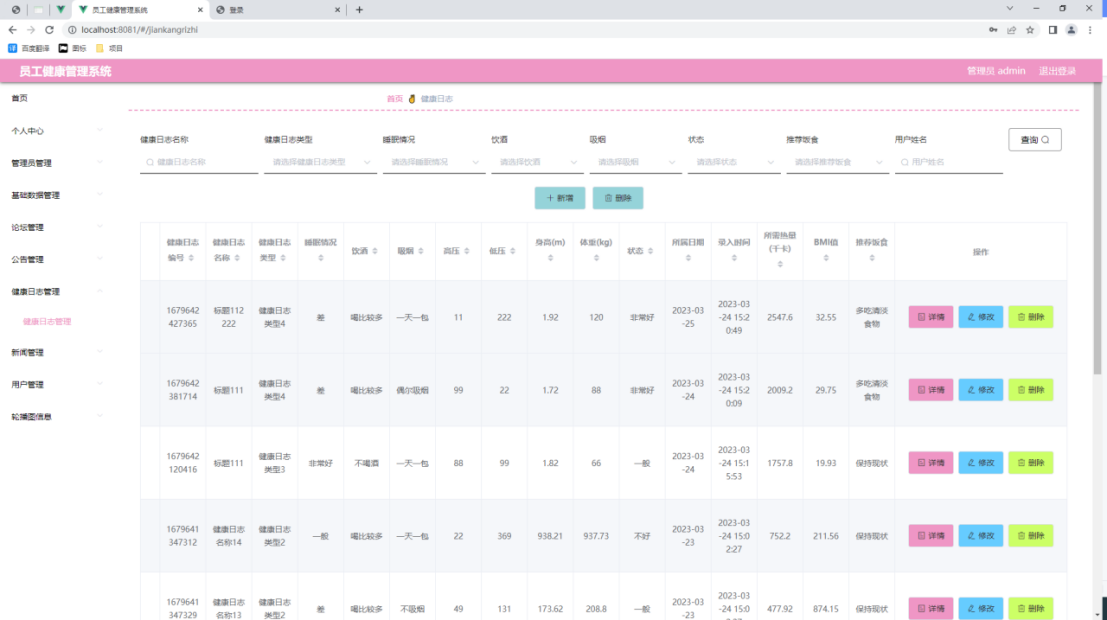 员工健康管理系统
登录
localhost:8081/#/jiankangrizhi
百度翻译 图标 项目
员工健康管理系统
管理员 admin 退出登录
首页
首页 健康日志
个人中心
管理员管理
基础数据管理
论坛管理
公告管理
健康日志管理
健康日志管理
新闻管理
用户管理
轮播图信息
健康日志名称 健康日志类型 睡眠情况 饮酒 吸烟 状态 推荐饭食 用户姓名
查询
健康日志名称 请选择健康日志类型 请选择睡眠情况 请选择饮酒 请选择吸烟 请选择状态 请选择推荐饭食 用户姓名
+ 新增 删除
健康日志编号 健康日志名称 健康日志类型 睡眠情况 饮酒 吸烟 高压 低压 身高(m) 体重(kg) 状态 所属日期 录入时间 所需热量(千卡) BMI值 推荐饭食 操作
1679642427365 标题112222 健康日志类型4 差 喝比较多 一天一包 11 222 1.92 120 非常好 2023-03-25 2023-03-24 15:20:49 2547.6 32.55 多吃清淡食物 详情 修改 删除
1679642381714 标题111 健康日志类型4 差 喝比较多 偶尔吸烟 99 22 1.72 88 非常好 2023-03-24 2023-03-24 15:20:09 2009.2 29.75 多吃清淡食物 详情 修改 删除
1679642120416 标题111 健康日志类型3 非常好 不喝酒 一天一包 88 99 1.82 66 一般 2023-03-24 2023-03-24 15:15:53 1757.8 19.93 保持现状 详情 修改 删除
1679641347312 健康日志名称14 健康日志类型2 一般 喝比较多 一天一包 22 369 938.21 937.73 不好 2023-03-23 2023-03-24 15:02:27 752.2 211.56 保持现状 详情 修改 删除
1679641347329 健康日志名称13 健康日志类型2 差 喝比较多 不吸烟 49 131 173.62 208.8 一般 2023-03-23 2023-03-24 15:0 477.92 874.15 保持现状 详情 修改 删除